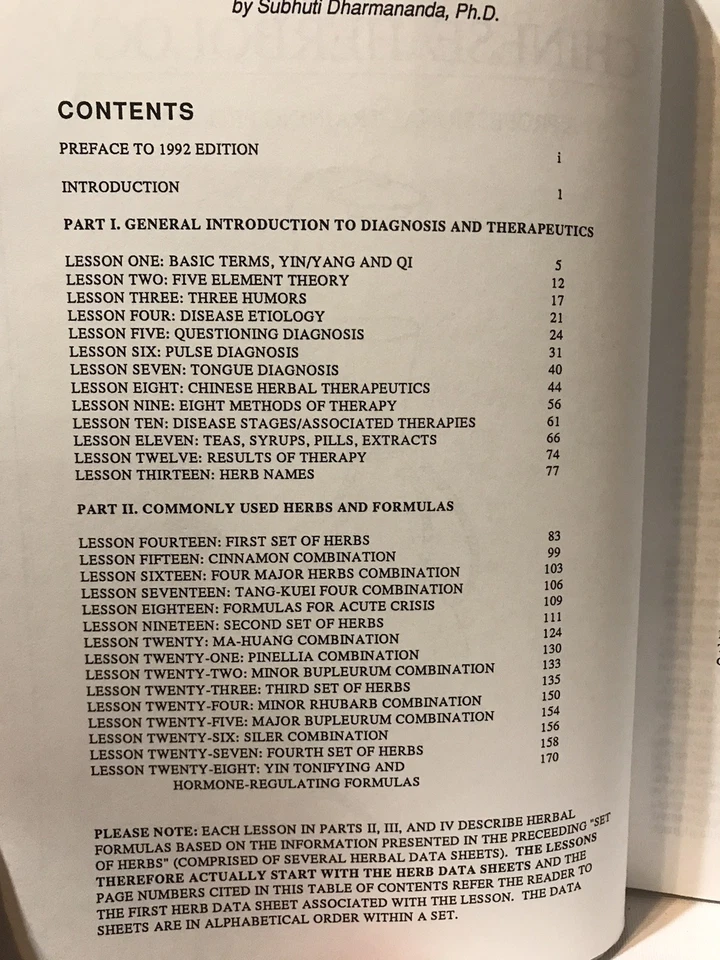 by Subhuti Dharmananda, Ph.D.
CONTENTS
PREFACE TO 1992 EDITION i
INTRODUCTION 1
PART I. GENERAL INTRODUCTION TO DIAGNOSIS AND THERAPEUTICS
LESSON ONE: BASIC TERMS, YIN/YANG AND QI 5
LESSON TWO: FIVE ELEMENT THEORY 12
LESSON THREE: THREE HUMORS 17
LESSON FOUR: DISEASE ETIOLOGY 21
LESSON FIVE: QUESTIONING DIAGNOSIS 24
LESSON SIX: PULSE DIAGNOSIS 31
LESSON SEVEN: TONGUE DIAGNOSIS 40
LESSON EIGHT: CHINESE HERBAL THERAPEUTICS 44
LESSON NINE: EIGHT METHODS OF THERAPY 56
LESSON TEN: DISEASE STAGES/ASSOCIATED THERAPIES 61
LESSON ELEVEN: TEAS, SYRUPS, PILLS, EXTRACTS 66
LESSON TWELVE: RESULTS OF THERAPY 74
LESSON THIRTEEN: HERB NAMES 77
PART II. COMMONLY USED HERBS AND FORMULAS
LESSON FOURTEEN: FIRST SET OF HERBS 83
LESSON FIFTEEN: CINNAMON COMBINATION 99
LESSON SIXTEEN: FOUR MAJOR HERBS COMBINATION 103
LESSON SEVENTEEN: TANG-KUEI FOUR COMBINATION 106
LESSON EIGHTEEN: FORMULAS FOR ACUTE CRISIS 109
LESSON NINETEEN: SECOND SET OF HERBS 111
LESSON TWENTY: MA-HUANG COMBINATION 124
LESSON TWENTY-ONE: PINELLIA COMBINATION 130
LESSON TWENTY-TWO: MINOR BUPLEURUM COMBINATION 133
LESSON TWENTY-THREE: THIRD SET OF HERBS 135
LESSON TWENTY-FOUR: MINOR RHUBARB COMBINATION 150
LESSON TWENTY-FIVE: MAJOR BUPLEURUM COMBINATION 154
LESSON TWENTY-SIX: SILER COMBINATION 156
LESSON TWENTY-SEVEN: FOURTH SET OF HERBS 158
LESSON TWENTY-EIGHT: YIN TONIFYING AND 170
HORMONE-REGULATING FORMULAS
PLEASE NOTE: EACH LESSON IN PARTS II, III, AND IV DESCRIBE HERBAL
FORMULAS BASED ON THE INFORMATION PRESENTED IN THE PRECEEDING "SET
OF HERBS" (COMPRISED OF SEVERAL HERBAL DATA SHEETS). THE LESSONS
THEREFORE ACTUALLY START WITH THE HERB DATA SHEETS AND THE
PAGE NUMBERS CITED IN THIS TABLE OF CONTENTS REFER THE READER TO
THE FIRST HERB DATA SHEET ASSOCIATED WITH THE LESSON. THE DATA
SHEETS ARE IN ALPHABETICAL ORDER WITHIN A SET.